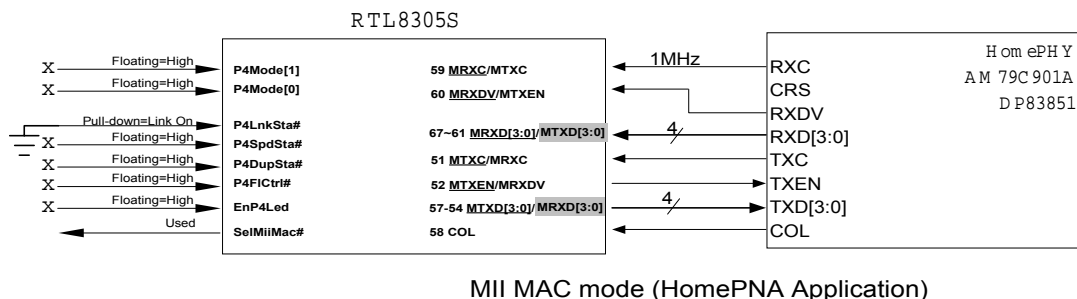 RTL8305S
X Floating=High P4Mode[1]
X Floating=High P4Mode[0]
Pull-down=Link On P4LnkSta#
X Floating=High P4SpdSta#
X Floating=High P4DupSta#
X Floating=High P4FlCtrl#
X Floating=High EnP4Led
Used SelMiiMac#
59 MRXC/MTXC
60 MRXDV/MTXEN
67~61 MRXD[3:0]/MTXD[3:0]
51 MTXC/MRXC
52 MTXEN/MRXDV
57-54 MTXD[3:0]/MRXD[3:0]
58 COL
1MHz
4
4
HomePHY
AM79C901A
DP83851
RXC
CRS
RXDV
RXD[3:0]
TXC
TXEN
TXD[3:0]
COL
MII MAC mode (HomePNA Application)